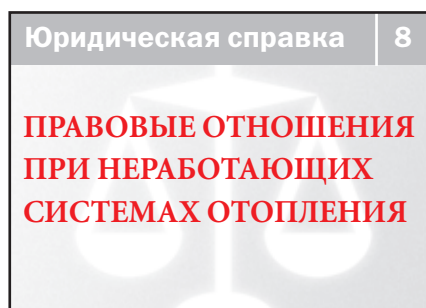 Юридическая справка 8
ПРАВОВЫЕ ОТНОШЕНИЯ
ПРИ НЕРАБОТАЮЩИХ
СИСТЕМАХ ОТОПЛЕНИЯ